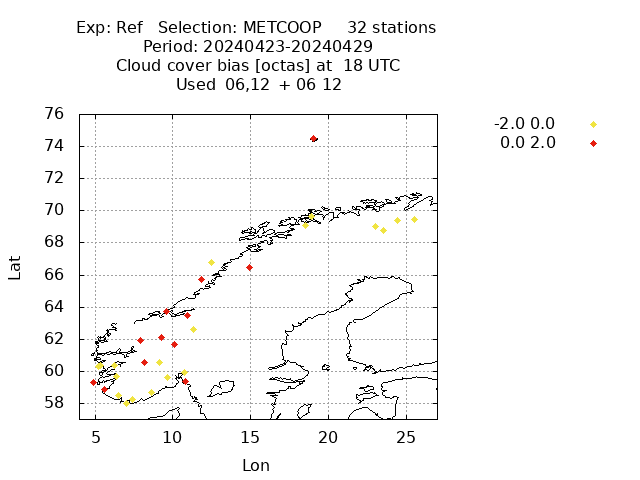 Exp: Ref   Selection: METCOOP     32 stations
Period: 20240423-20240429
Cloud cover bias [octas] at  18 UTC
Used  06,12  + 06 12
-2.0 0.0
0.0 2.0
76
74
72
70
68
66
64
62
60
58
Lat
5 10 15 20 25
Lon